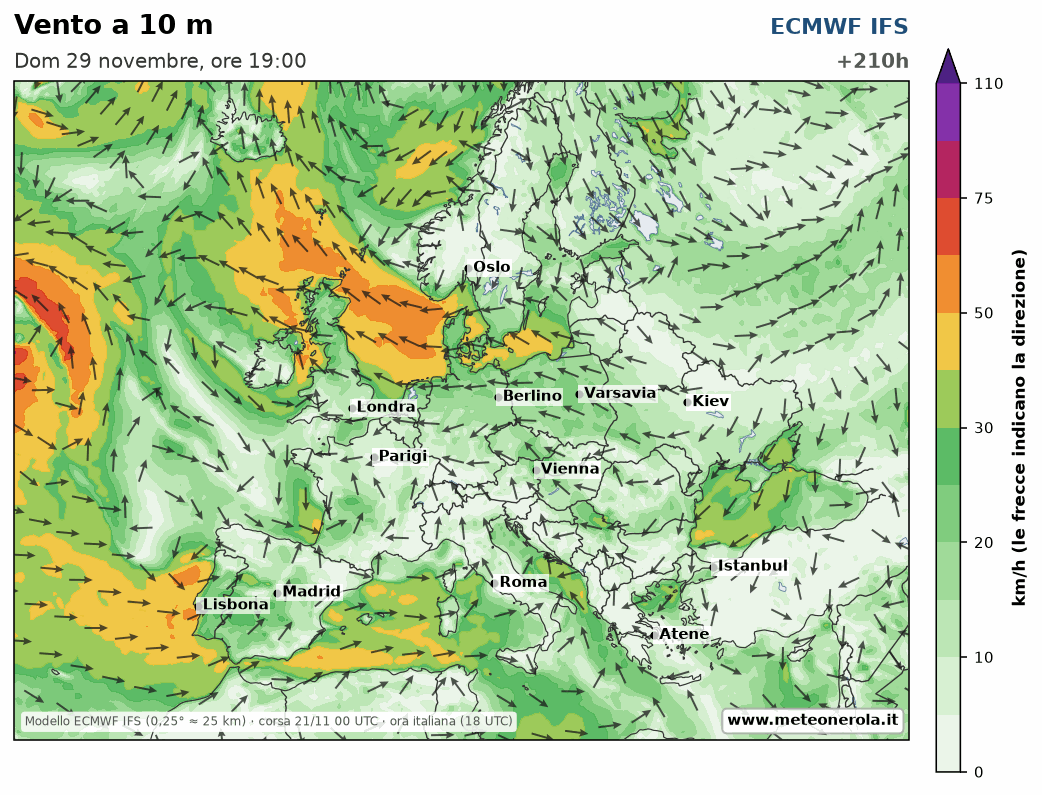 Vento a 10 m
ECMWF IFS
Dom 29 novembre, ore 19:00
+210h
110
75
50
30
20
10
0
km/h (le frecce indicano la direzione)
Oslo
Londra
Berlino
Varsavia
Kiev
Parigi
Vienna
Istanbul
Roma
Madrid
Lisbona
Atene
Modello ECMWF IFS (0,25° ≈ 25 km) · corsa 21/11 00 UTC · ora italiana (18 UTC)
www.meteonerola.it